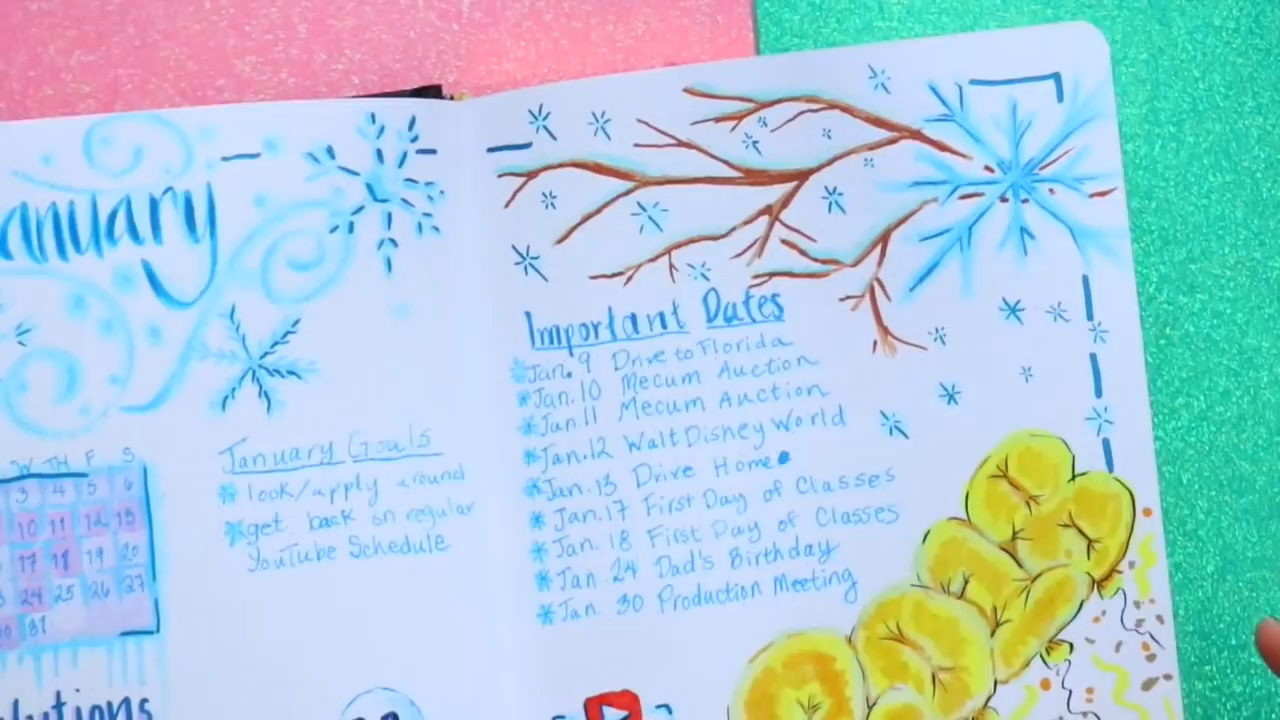 January
W TH F S
3 4 5 6
10 11 12 13
17 18 19 20
24 25 26 27
31
January Goals
look/apply around
get back on regular
YouTube Schedule
Important Dates
Jan. 9 Drive to Florida
Jan. 10 Mecum Auction
Jan. 11 Mecum Auction
Jan. 12 Walt Disney World
Jan. 13 Drive Home
Jan. 17 First Day of Classes
Jan. 18 First Day of Classes
Jan 24 Dad's Birthday
Jan. 30 Production Meeting